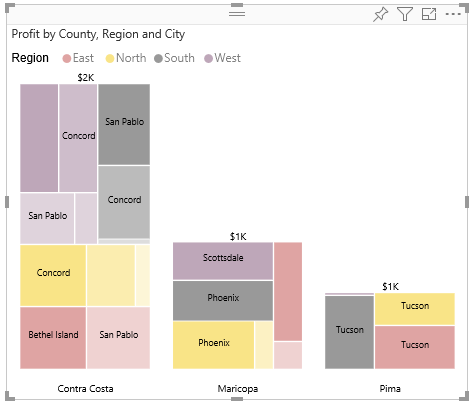 Profit by County, Region and City
Region East North South West
$2K
Concord
San Pablo
San Pablo
Concord
Concord
Bethel Island
San Pablo
$1K
Scottsdale
Phoenix
Phoenix
$1K
Tucson
Tucson
Tucson
Contra Costa
Maricopa
Pima